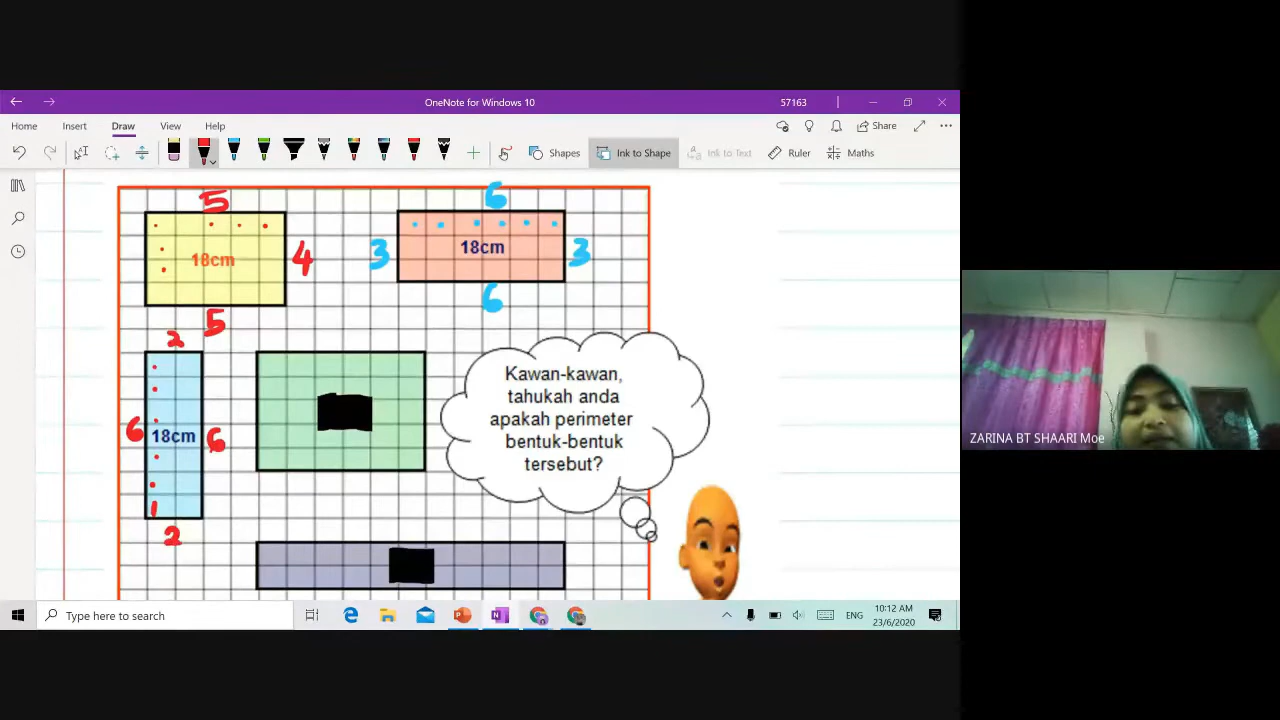 OneNote for Windows 10
57163
Home Insert Draw View Help
Share
Shapes
Ink to Shape
Ink to Text
Ruler
Maths
5
6
18cm
4
3
18cm
3
5
6
2
6
18cm
6
2
Kawan-kawan,
tahukah anda
apakah perimeter
bentuk-bentuk
tersebut?
ZARINA BT SHAARI Moe
Type here to search
ENG
10:12 AM
23/6/2020